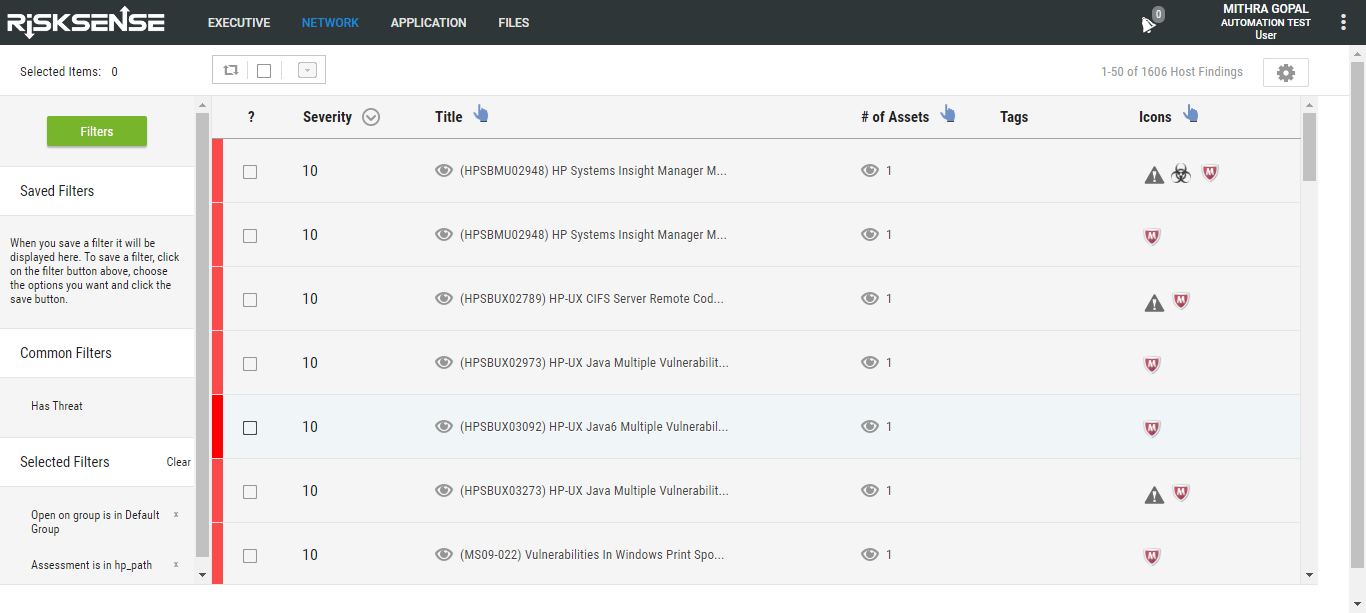 RiSKSENSE
EXECUTIVE
NETWORK
APPLICATION
FILES
0
MITHRA GOPAL
AUTOMATION TEST
User
Selected Items: 0
1-50 of 1606 Host Findings
Filters
Saved Filters
When you save a filter it will be
displayed here. To save a filter, click
on the filter button above, choose
the options you want and click the
save button.
Common Filters
Has Threat
Selected Filters
Clear
Open on group is in Default x
Group
Assessment is in hp_path x
? Severity Title # of Assets Tags Icons
10 (HPSBMU02948) HP Systems Insight Manager M... 1 M
10 (HPSBMU02948) HP Systems Insight Manager M... 1 M
10 (HPSBUX02789) HP-UX CIFS Server Remote Cod... 1 M
10 (HPSBUX02973) HP-UX Java Multiple Vulnerabilit... 1 M
10 (HPSBUX03092) HP-UX Java6 Multiple Vulnerabil... 1 M
10 (HPSBUX03273) HP-UX Java Multiple Vulnerabilit... 1 M
10 (MS09-022) Vulnerabilities In Windows Print Spo... 1 M